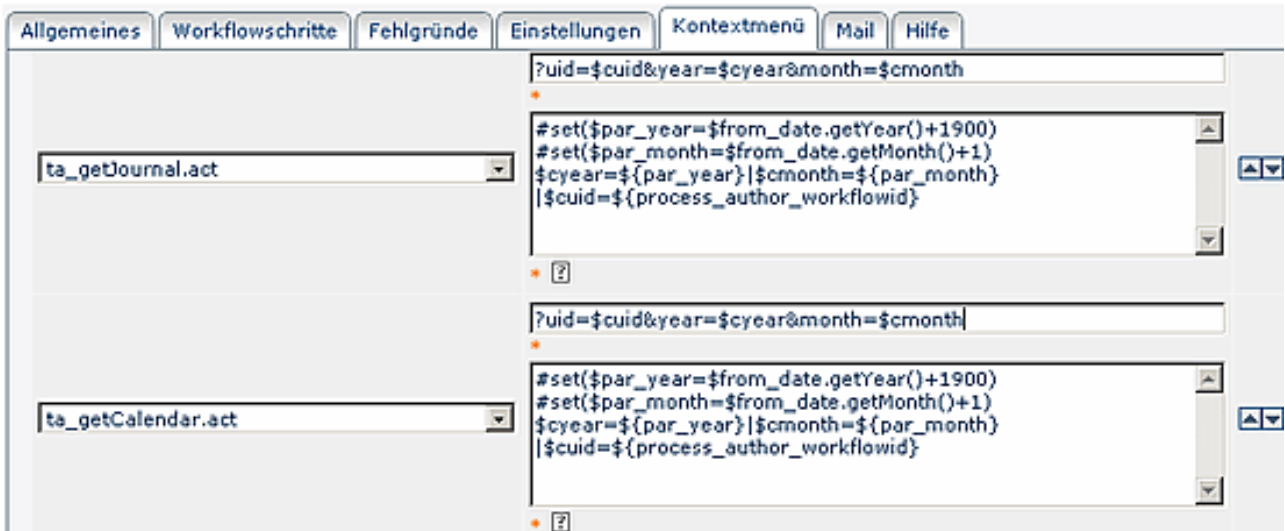 Allgemeines Workflowschritte Fehlgründe Einstellungen Kontextmenü Mail Hilfe
?uid=$cuid&year=$cyear&month=$cmonth
*
ta_getJournal.act
#set($par_year=$from_date.getYear()+1900)
#set($par_month=$from_date.getMonth()+1)
$cyear=${par_year}|$cmonth=${par_month}
|$cuid=${process_author_workflowid}
* ?
?uid=$cuid&year=$cyear&month=$cmonth
*
ta_getCalendar.act
#set($par_year=$from_date.getYear()+1900)
#set($par_month=$from_date.getMonth()+1)
$cyear=${par_year}|$cmonth=${par_month}
|$cuid=${process_author_workflowid}
* ?